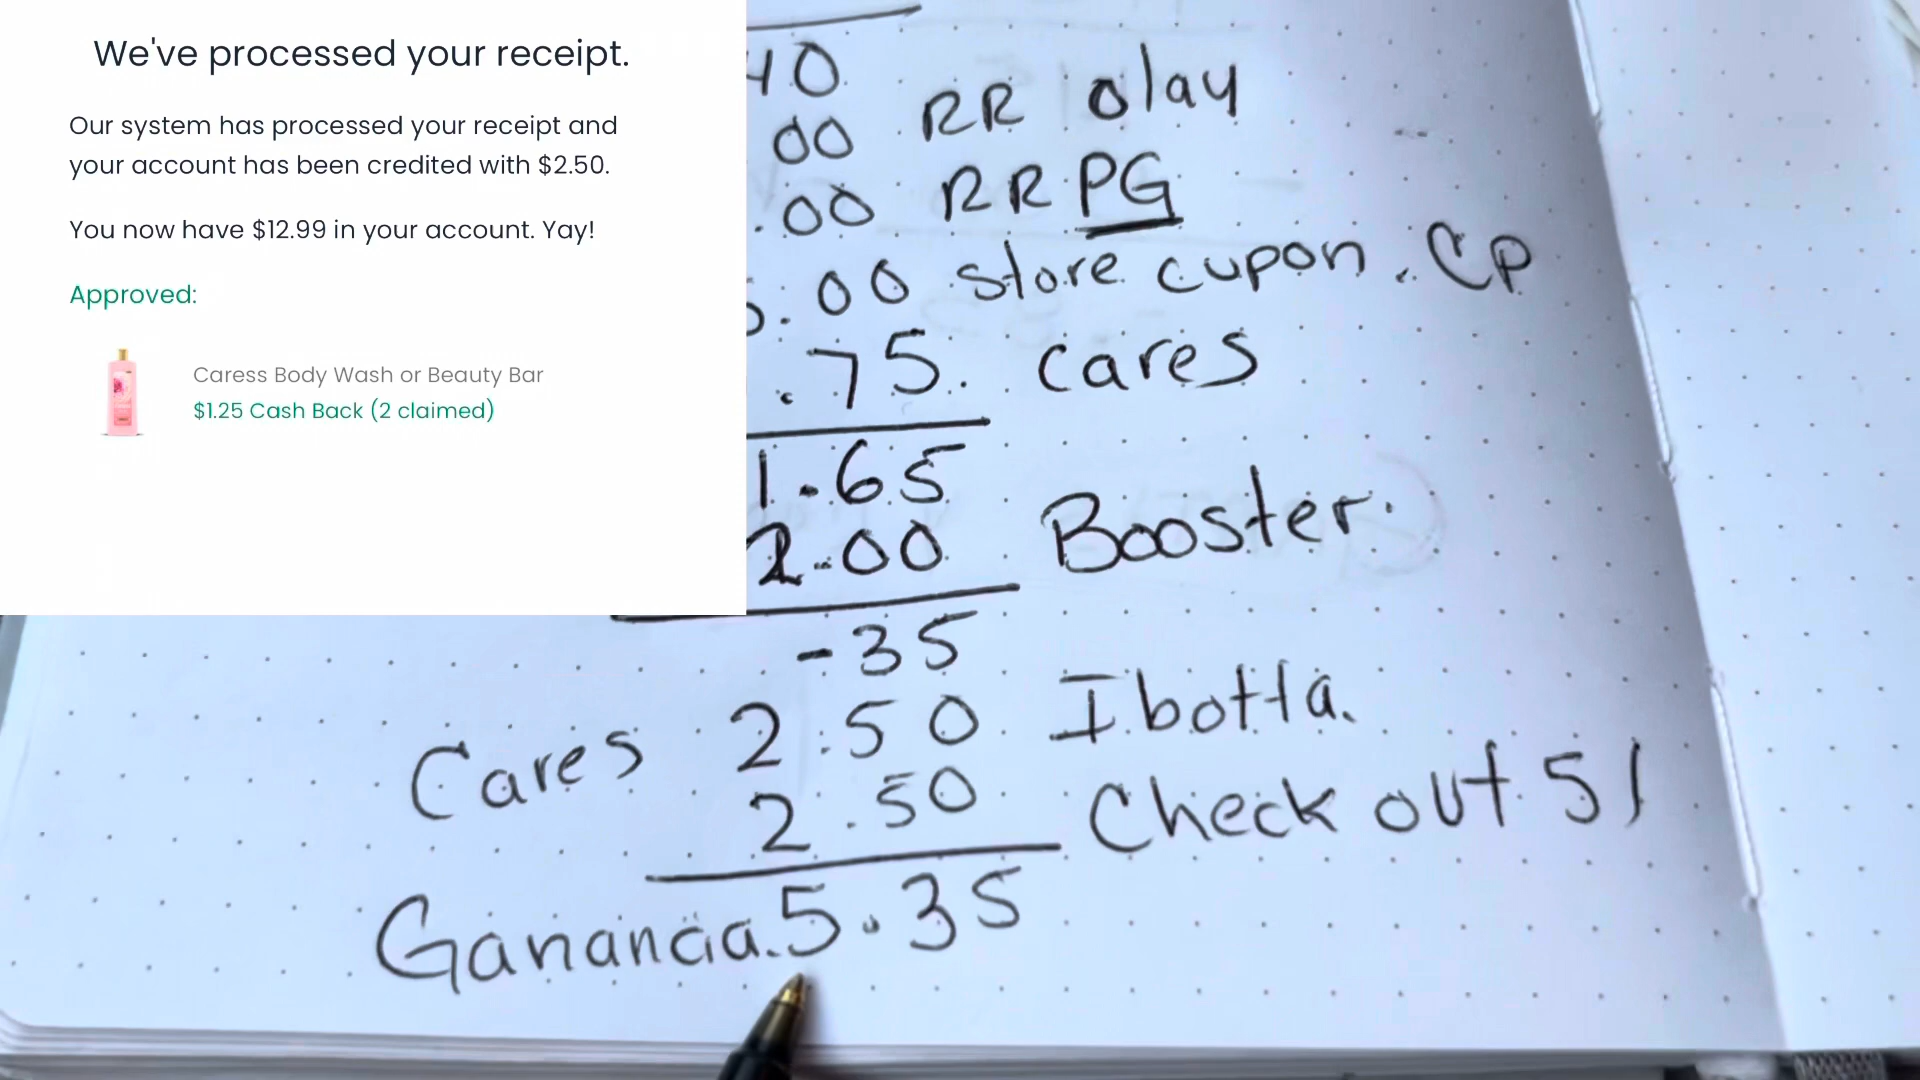 We've processed your receipt.
Our system has processed your receipt and
your account has been credited with $2.50.
You now have $12.99 in your account. Yay!
Approved:
Caress Body Wash or Beauty Bar
$1.25 Cash Back (2 claimed)
40
00 RR olay
.00 RR PG
.00 store cupon. CP
.75 cares
1.65
2.00 Booster.
-35
Cares 2.50 Ibotta.
2.50 Check out 51
Ganancia. 5.35